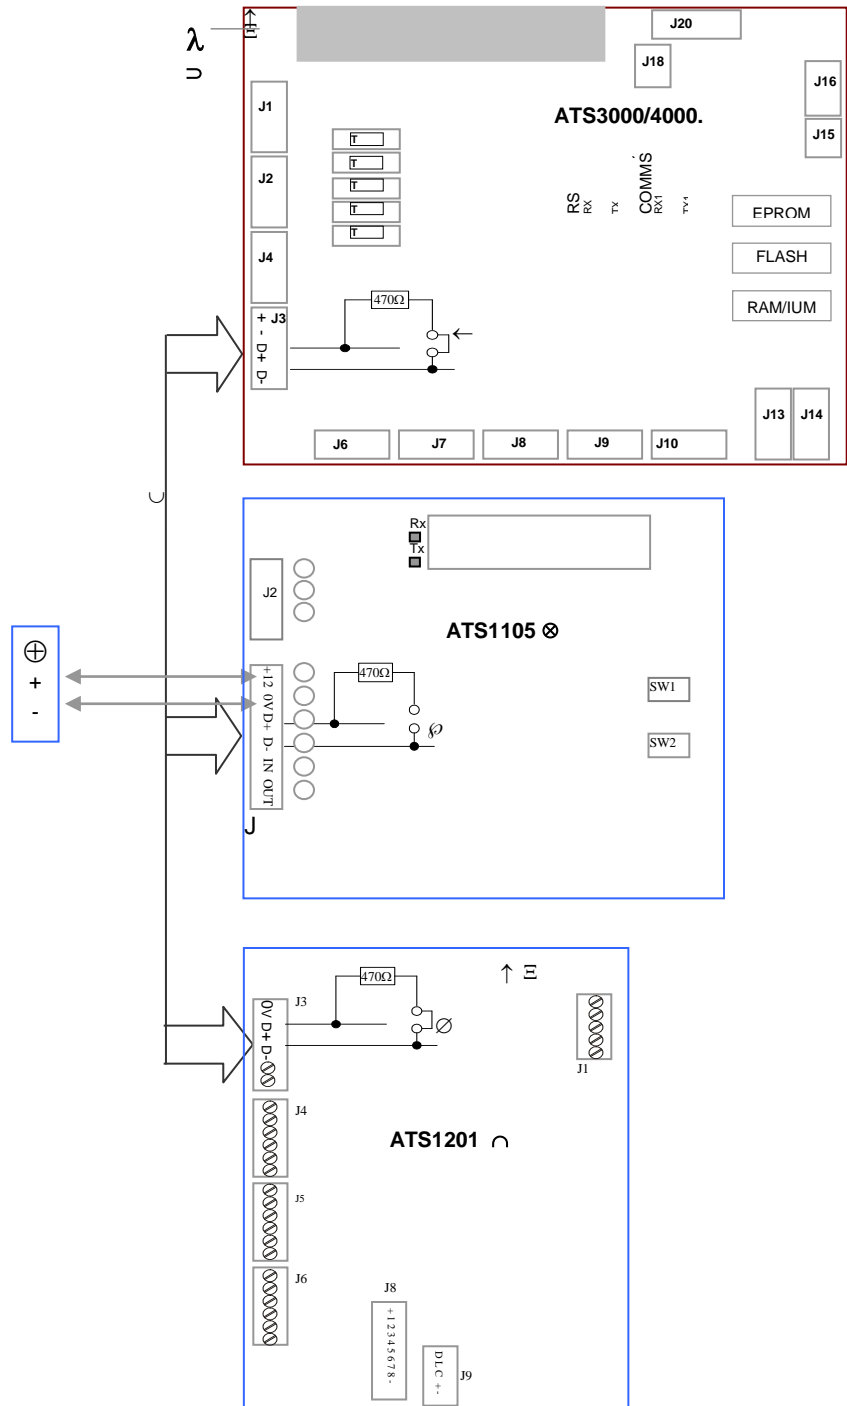 λ
⊃
↑
Ξ
J20
J18
J16
J15
ATS3000/4000.
J1
T
T
T
T
T
J2
J4
RS
RX
TX
COMMS
RX1
TX1
EPROM
FLASH
RAM/IUM
J3
+ - D+ D-
470Ω
←
J6
J7
J8
J9
J10
J13
J14
⊂
Rx
Tx
J2
ATS1105 ⊗
⊕
+
-
+12 0V D+ D- IN OUT
470Ω
℘
SW1
SW2
J
↑ Ξ
J3
0V D+ D-
470Ω
∅
J1
J4
ATS1201 ∩
J5
J6
J8
+ 1 2 3 4 5 6 7 8 -
D L C + -
J9